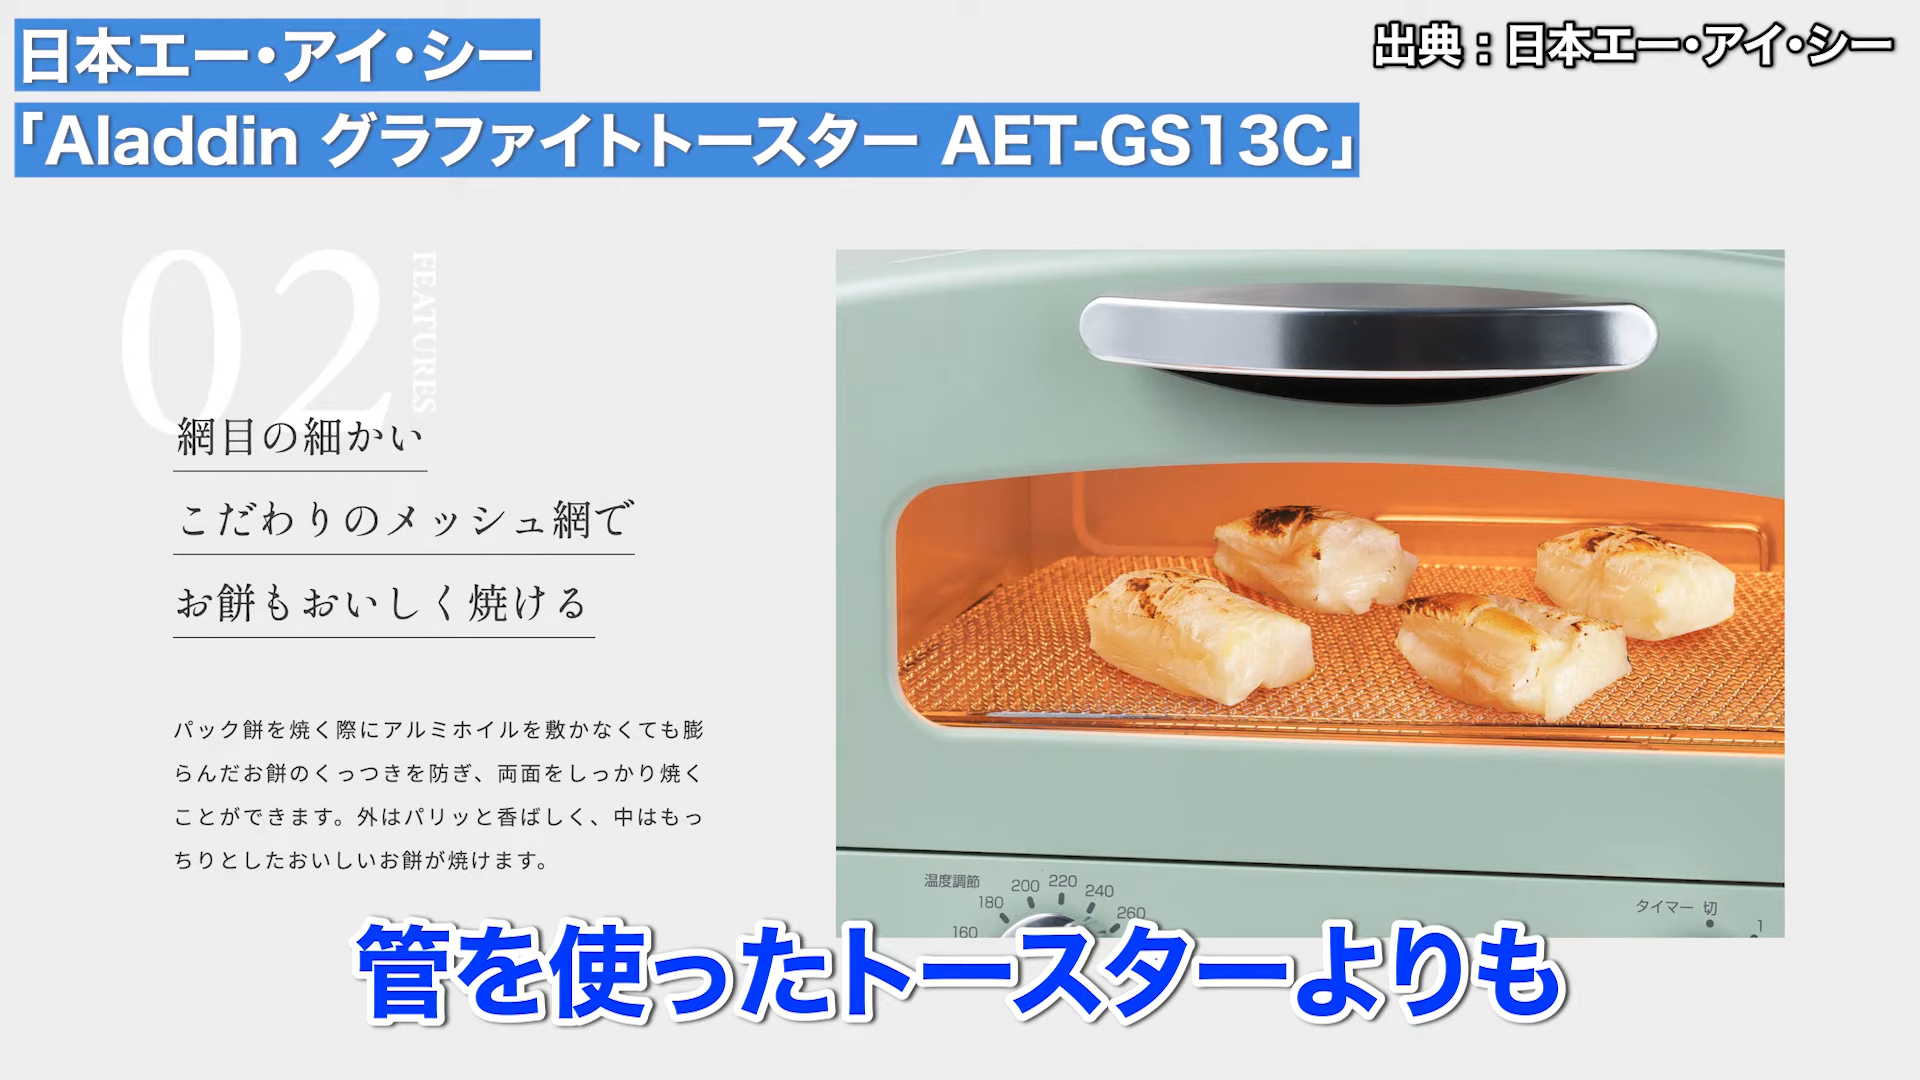 日本エー・アイ・シー
「Aladdin グラファイトトースター AET-GS13C」
出典：日本エー・アイ・シー
02
FEATURES
網目の細かい
こだわりのメッシュ網で
お餅もおいしく焼ける
パック餅を焼く際にアルミホイルを敷かなくても膨
らんだお餅のくっつきを防ぎ、両面をしっかり焼く
ことができます。外はパリッと香ばしく、中はもっ
ちりとしたおいしいお餅が焼けます。
温度調節
160 180 200 220 240 260
タイマー 切
1
管を使ったトースターよりも